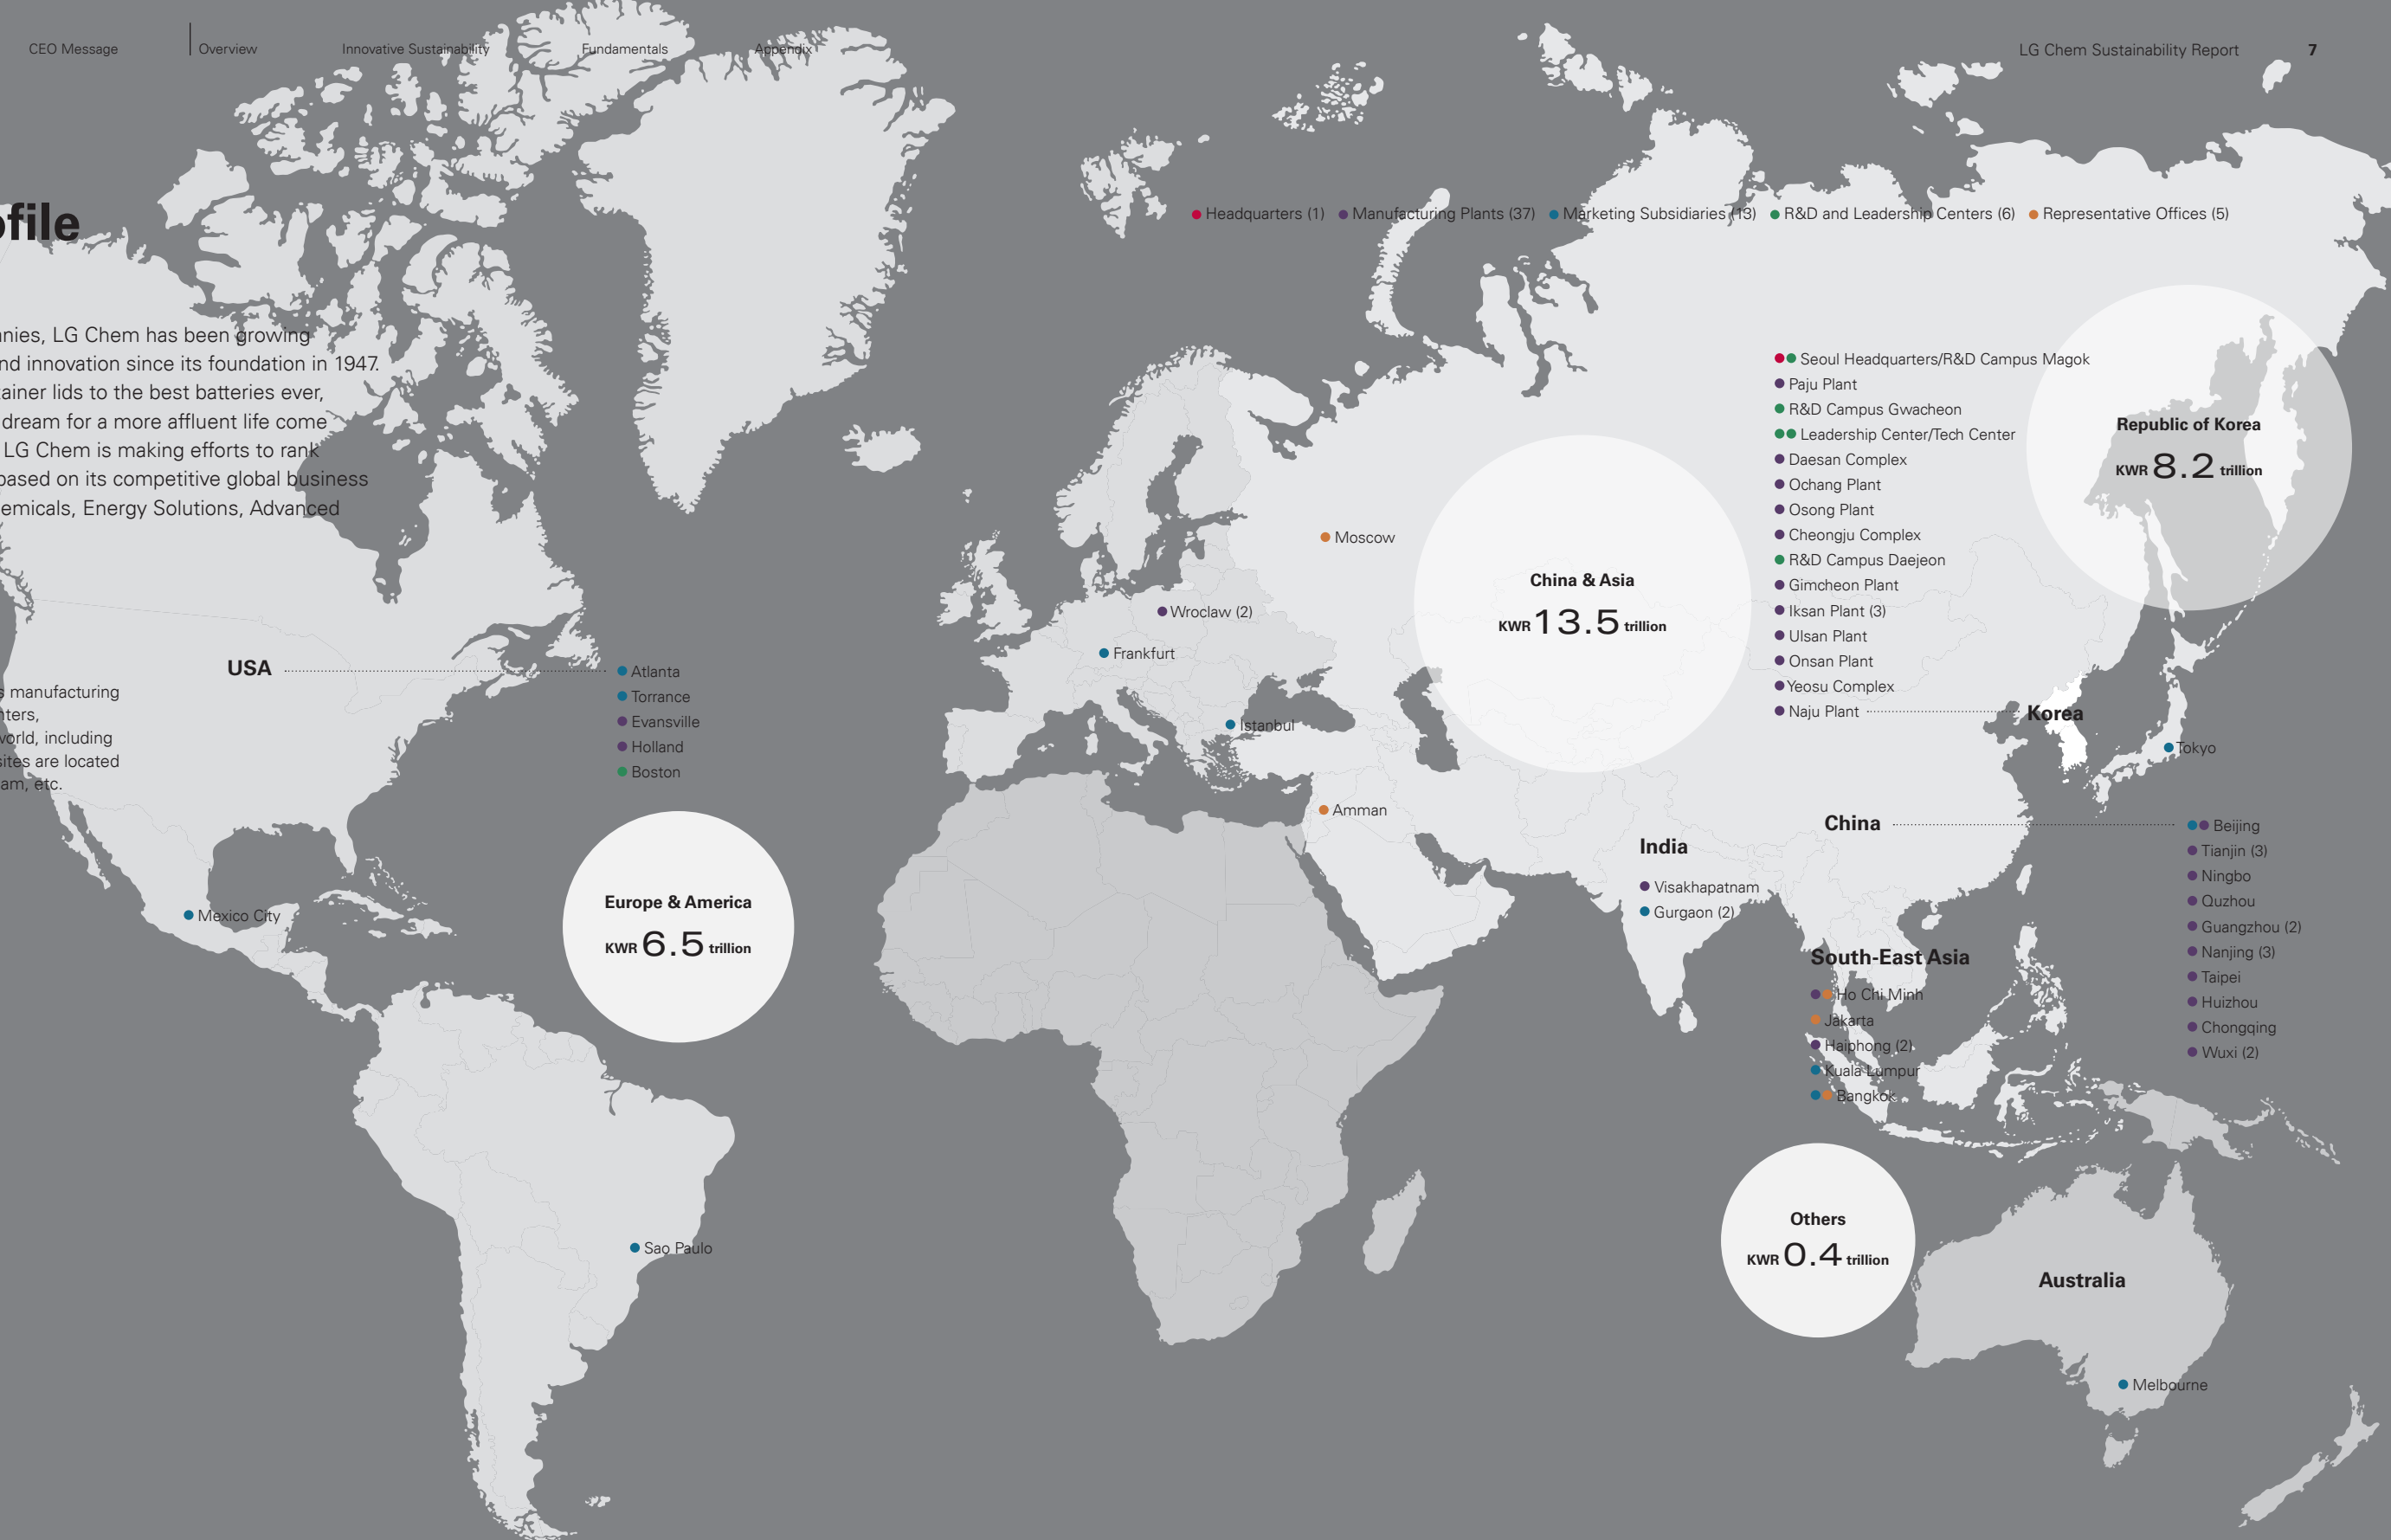 CEO Message
Overview
Innovative Sustainability
Fundamentals
Appendix
LG Chem Sustainability Report 7
ofile
Headquarters (1) Manufacturing Plants (37) Marketing Subsidiaries (13) R&D and Leadership Centers (6) Representative Offices (5)
nies, LG Chem has been growing
nd innovation since its foundation in 1947.
tainer lids to the best batteries ever,
dream for a more affluent life come
LG Chem is making efforts to rank
based on its competitive global business
emicals, Energy Solutions, Advanced
s manufacturing
nters,
world, including
sites are located
am, etc.
USA
Atlanta
Torrance
Evansville
Holland
Boston
Europe & America
KWR 6.5 trillion
Mexico City
Sao Paulo
Moscow
Wroclaw (2)
Frankfurt
Istanbul
Amman
China & Asia
KWR 13.5 trillion
Seoul Headquarters/R&D Campus Magok
Paju Plant
R&D Campus Gwacheon
Leadership Center/Tech Center
Daesan Complex
Ochang Plant
Osong Plant
Cheongju Complex
R&D Campus Daejeon
Gimcheon Plant
Iksan Plant (3)
Ulsan Plant
Onsan Plant
Yeosu Complex
Naju Plant
Korea
Republic of Korea
KWR 8.2 trillion
Tokyo
China
Beijing
Tianjin (3)
Ningbo
Quzhou
Guangzhou (2)
Nanjing (3)
Taipei
Huizhou
Chongqing
Wuxi (2)
India
Visakhapatnam
Gurgaon (2)
South-East Asia
Ho Chi Minh
Jakarta
Haiphong (2)
Kuala Lumpur
Bangkok
Others
KWR 0.4 trillion
Australia
Melbourne